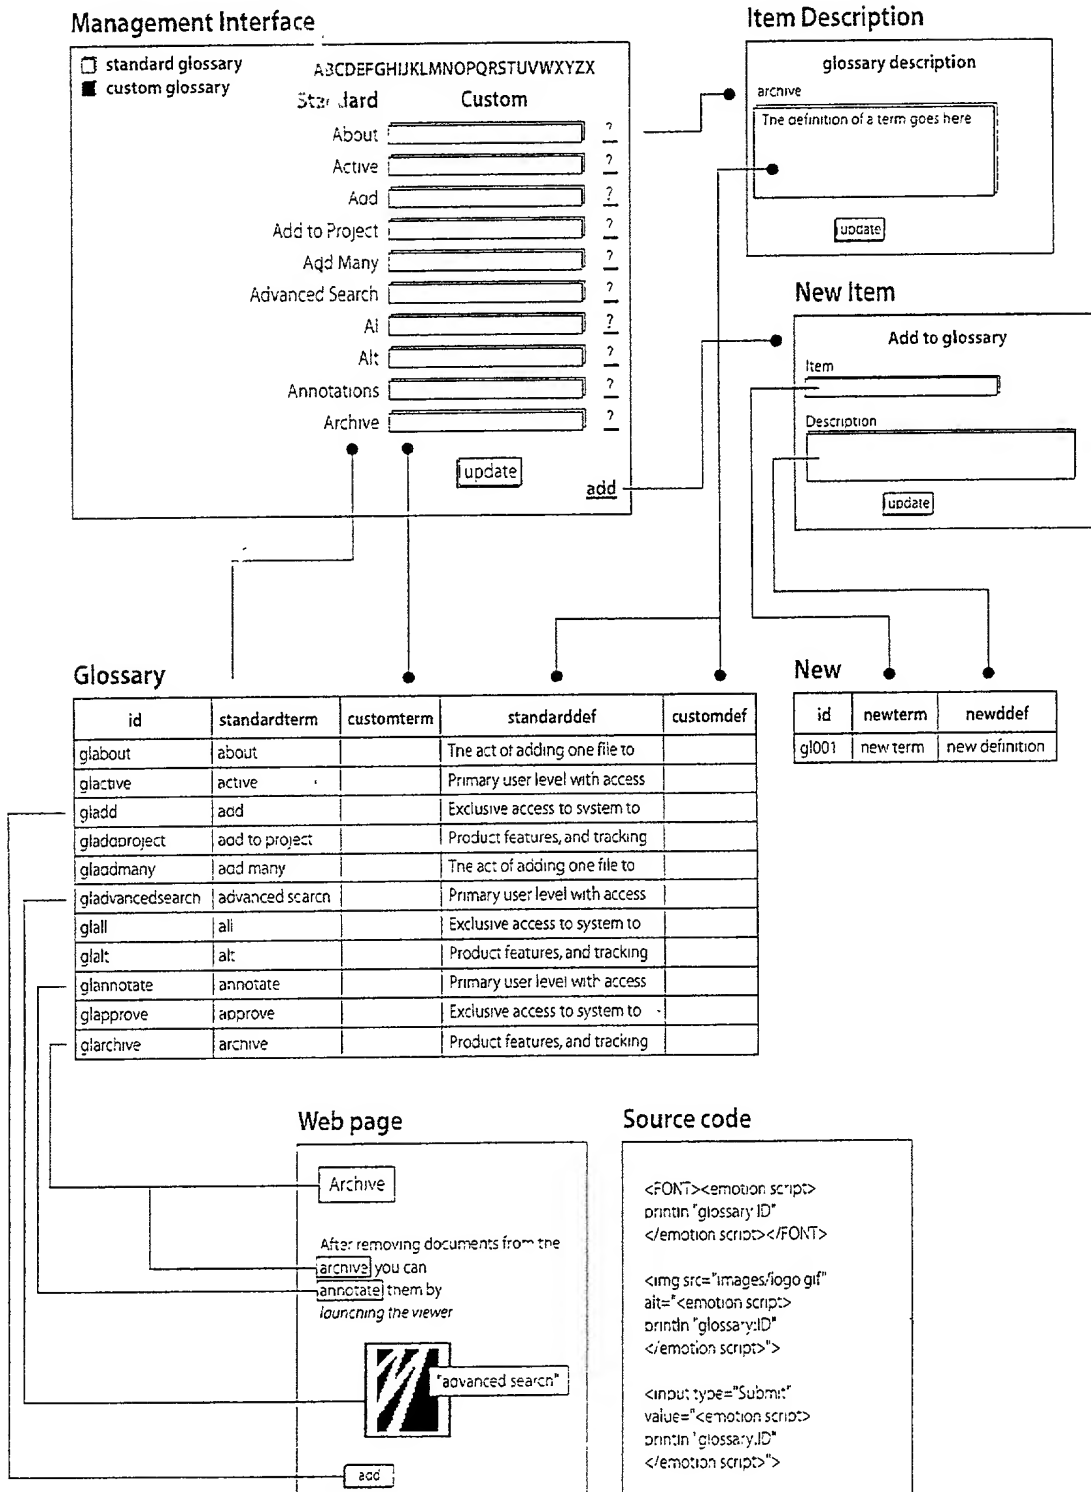 Management Interface
standard glossary
custom glossary
ABCDEFGHIJKLMNOPQRSTUVWXYZX
Standard Custom
About ?
Active ?
Add ?
Add to Project ?
Add Many ?
Advanced Search ?
Al ?
Alt ?
Annotations ?
Archive ?
update
add
Item Description
glossary description
archive
The definition of a term goes here
update
New Item
Add to glossary
Item
Description
update
Glossary
id standardterm customterm standarddef customdef
glabout about The act of adding one file to
glactive active Primary user level with access
gladd add Exclusive access to system to
gladdproject add to project Product features, and tracking
gladdmany add many The act of adding one file to
gladvancedsearch advanced search Primary user level with access
glall all Exclusive access to system to
glalt alt Product features, and tracking
glannotate annotate Primary user level with access
glapprove approve Exclusive access to system to
glarchive archive Product features, and tracking
New
id newterm newddef
gl001 new term new definition
Web page
Archive
After removing documents from the
archive you can
annotate them by
launching the viewer
"advanced search"
add
Source code
<FONT><emotion script>
println "glossary:ID"
</emotion script></FONT>
<img src="images/logo gif"
alt="<emotion script>
println "glossary:ID"
</emotion script>">
<input type="Submit"
value="<emotion script>
println "glossary.ID"
</emotion script>">